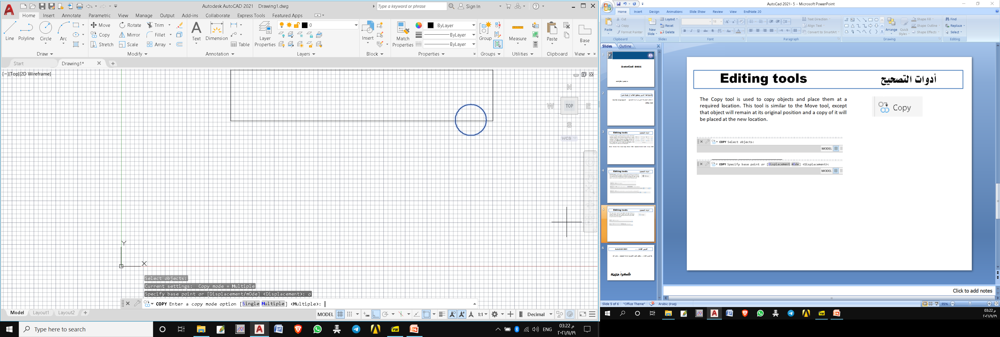 Autodesk AutoCAD 2021 Drawing1.dwg
Type a keyword or phrase
Sign In
Home Insert Annotate Parametric View Manage Output Add-ins Collaborate Express Tools Featured Apps
Line Polyline Circle Arc
Move Rotate Trim
Copy Mirror Fillet
Stretch Scale Array
Text Dimension Table
Layer Properties
0
Insert
Match Properties
ByLayer
ByLayer
ByLayer
Group
Measure
Paste
Base
Draw Modify Annotation Layers Block Properties Groups Utilities Clipboard View
Start Drawing1*
[−][Top][2D Wireframe]
N
W TOP E
S
WCS
Y
X
Select objects:
Current settings: Copy mode = Multiple
Specify base point or [Displacement/mOde] <Displacement>: o
COPY Enter a copy mode option [Single Multiple] <Multiple>:
Model Layout1 Layout2
MODEL 1:1 Decimal
Type here to search
ENG
03:22 م
٢٠٢١/١١/١٩
AutoCad 2021- 5 - Microsoft PowerPoint
Home Insert Design Animations Slide Show Review View EndNote 20
Paste
Cut
Copy
Format Painter
New Slide
Layout
Reset
Delete
18
Text Direction
Align Text
Convert to SmartArt
Arrange
Quick Styles
Shape Fill
Shape Outline
Shape Effects
Find
Replace
Select
Clipboard Slides Font Paragraph Drawing Editing
Slides Outline
1
AutoCad 2021
2
3
Editing tools أدوات التصحيح
4
Editing tools أدوات التصحيح
5
Editing tools أدوات التصحيح
6
AutoCAD 2021
شكراً جزيلا
Editing tools أدوات التصحيح
The Copy tool is used to copy objects and place them at a
required location. This tool is similar to the Move tool, except
that object will remain at its original position and a copy of it will
be placed at the new location.
Copy
COPY Select objects:
MODEL
COPY Specify base point or [Displacement mOde] <Displacement>:
MODEL
Click to add notes
Slide 5 of 6 "Office Theme" Arabic (Iraq) 95%
03:22 م
٢٠٢١/١١/١٩